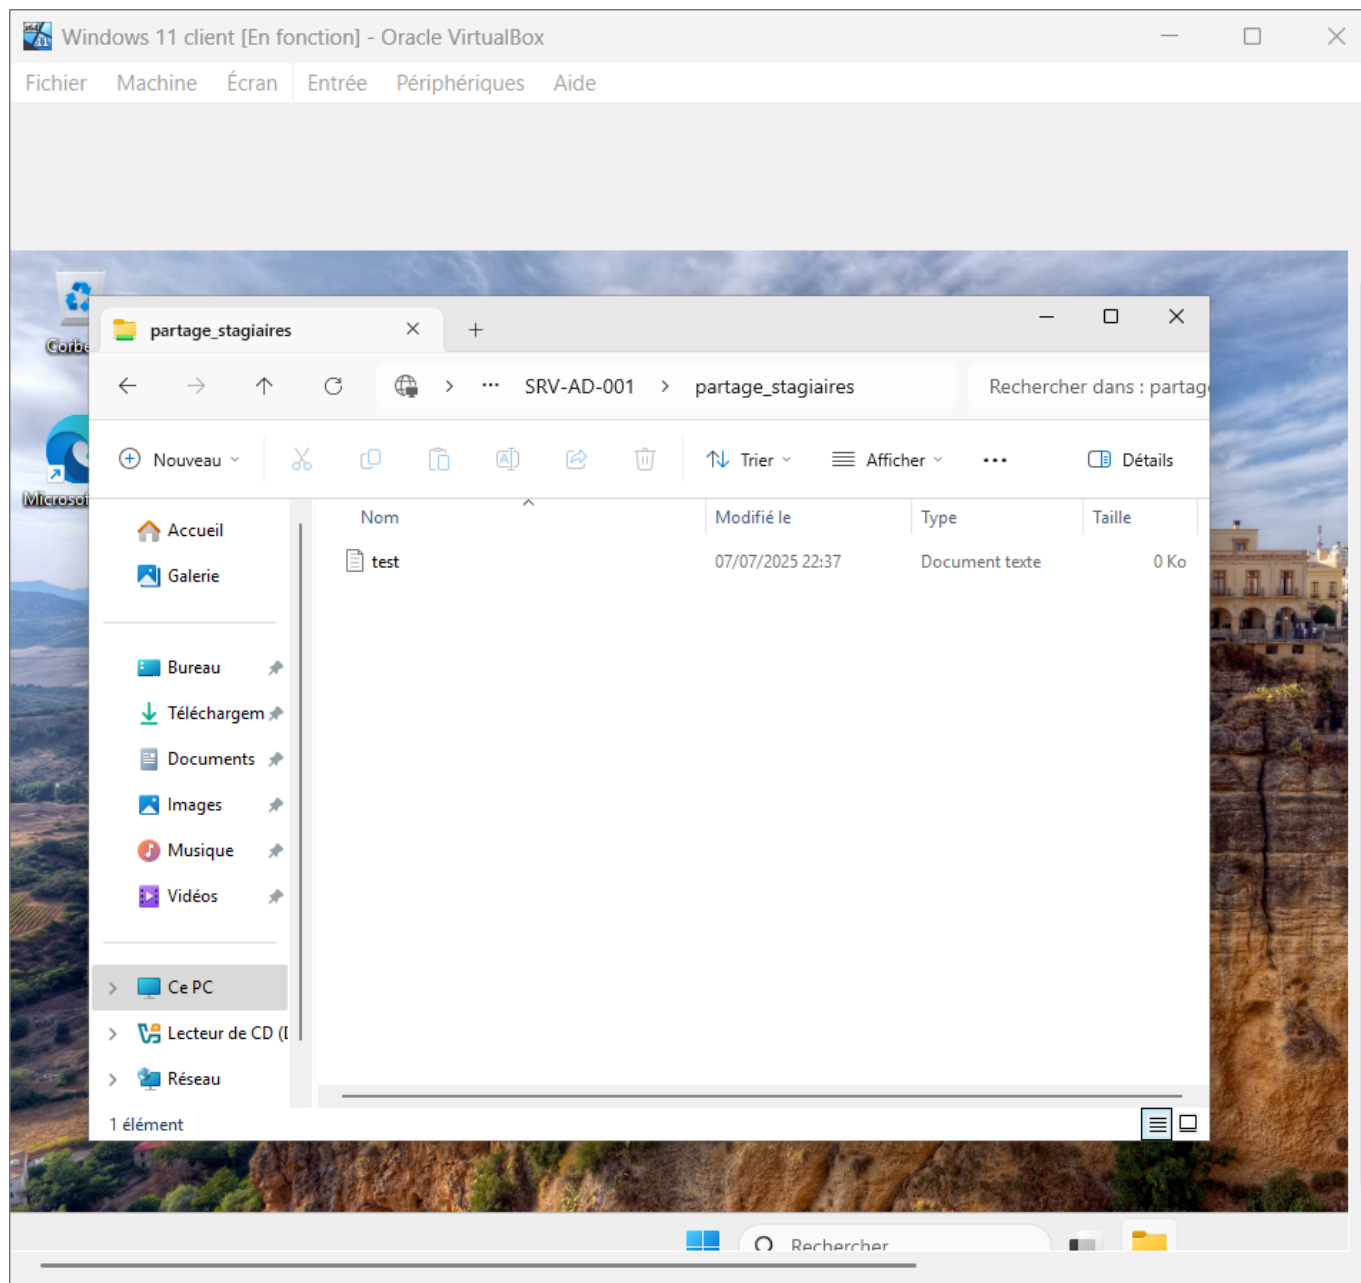 Windows 11 client [En fonction] - Oracle VirtualBox
Fichier Machine Écran Entrée Périphériques Aide
partage_stagiaires
SRV-AD-001 > partage_stagiaires
Rechercher dans : partag
Nouveau
Trier
Afficher
Détails
Nom Modifié le Type Taille
test 07/07/2025 22:37 Document texte 0 Ko
Accueil
Galerie
Bureau
Téléchargem
Documents
Images
Musique
Vidéos
Ce PC
Lecteur de CD (D
Réseau
1 élément
Corbe
Microsof
Rechercher